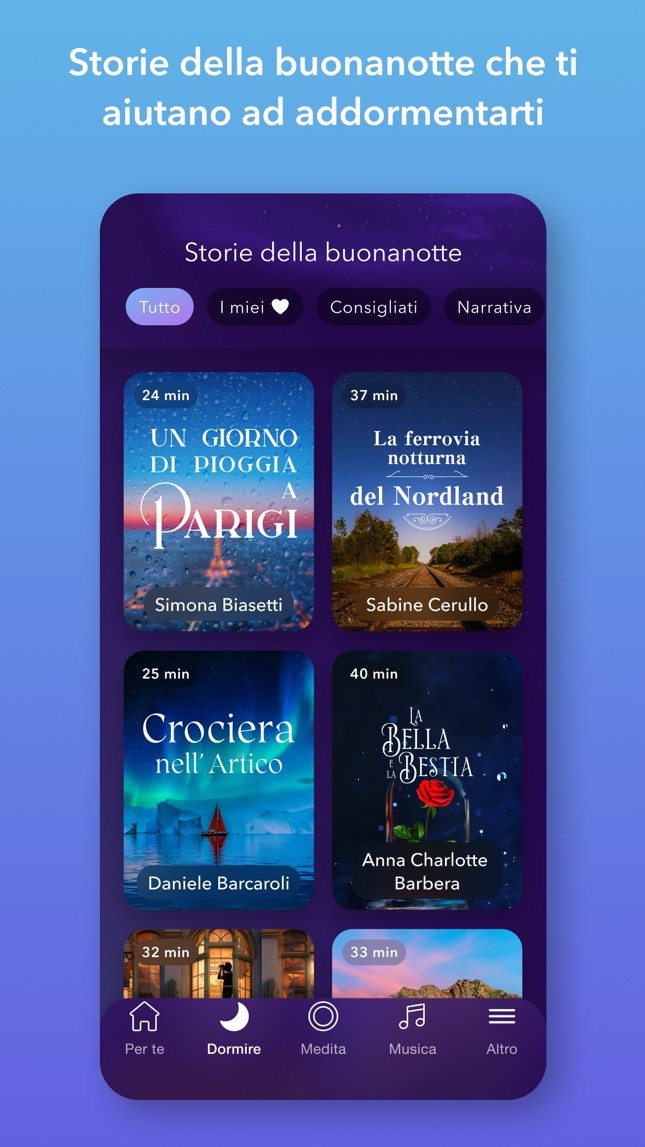 Storie della buonanotte che ti
aiutano ad addormentarti
Storie della buonanotte
Tutto
I miei
Consigliati
Narrativa
24 min
UN GIORNO
DI PIOGGIA
A
PARIGI
Simona Biasetti
37 min
La ferrovia
notturna
del Nordland
Sabine Cerullo
25 min
Crociera
nell'Artico
Daniele Barcaroli
40 min
LA
BELLA
E
LA BESTIA
Anna Charlotte
Barbera
32 min
33 min
Per te
Dormire
Medita
Musica
Altro